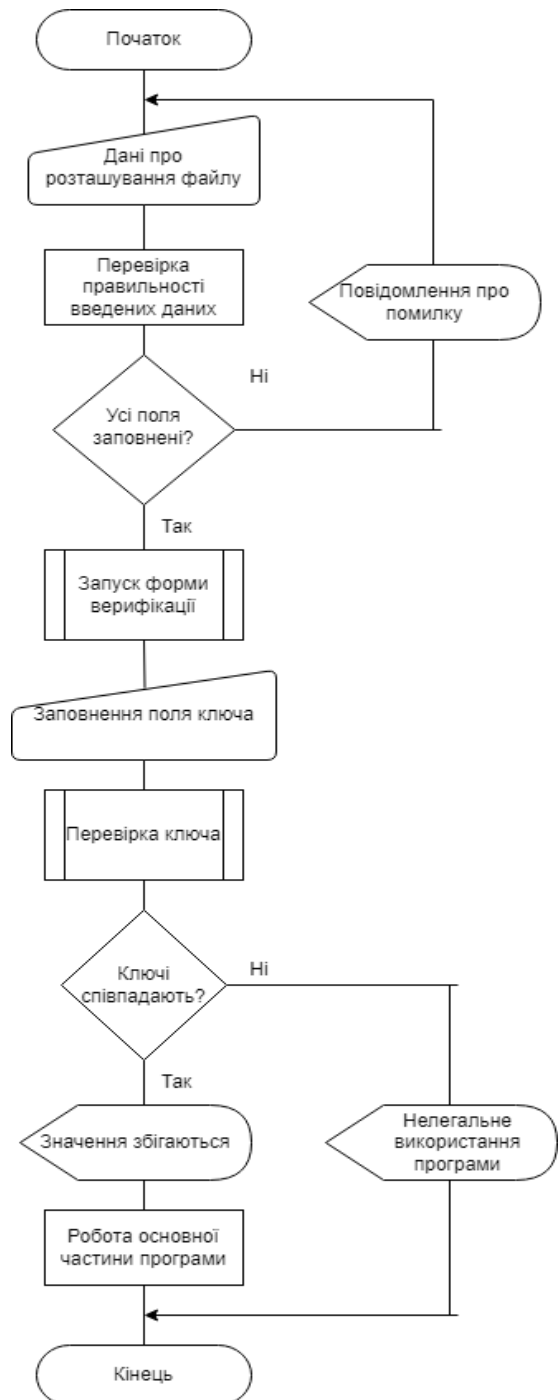 Початок
Дані про
розташування файлу
Перевірка
правильності
введених даних
Повідомлення про
помилку
Ні
Усі поля
заповнені?
Так
Запуск форми
верифікації
Заповнення поля ключа
Перевірка ключа
Ключі
співпадають?
Ні
Так
Значення збігаються
Нелегальне
використання
програми
Робота основної
частини програми
Кінець